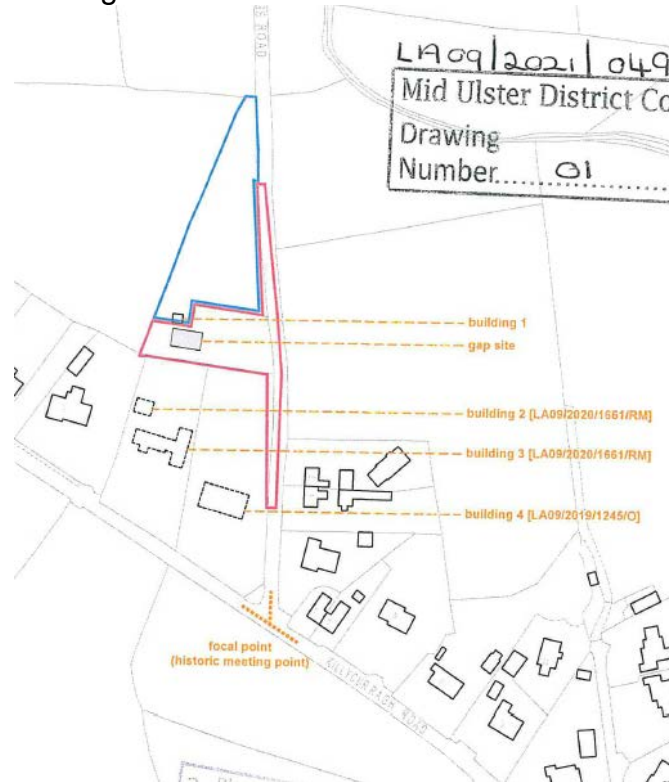 LA09/2021/049
Mid Ulster District Co
Drawing
Number......01......
ROAD
building 1
gap site
building 2 [LA09/2020/1661/RM]
building 3 [LA09/2020/1661/RM]
building 4 [LA09/2019/1245/O]
focal point
(historic meeting point)
KILLYCURRAGH ROAD